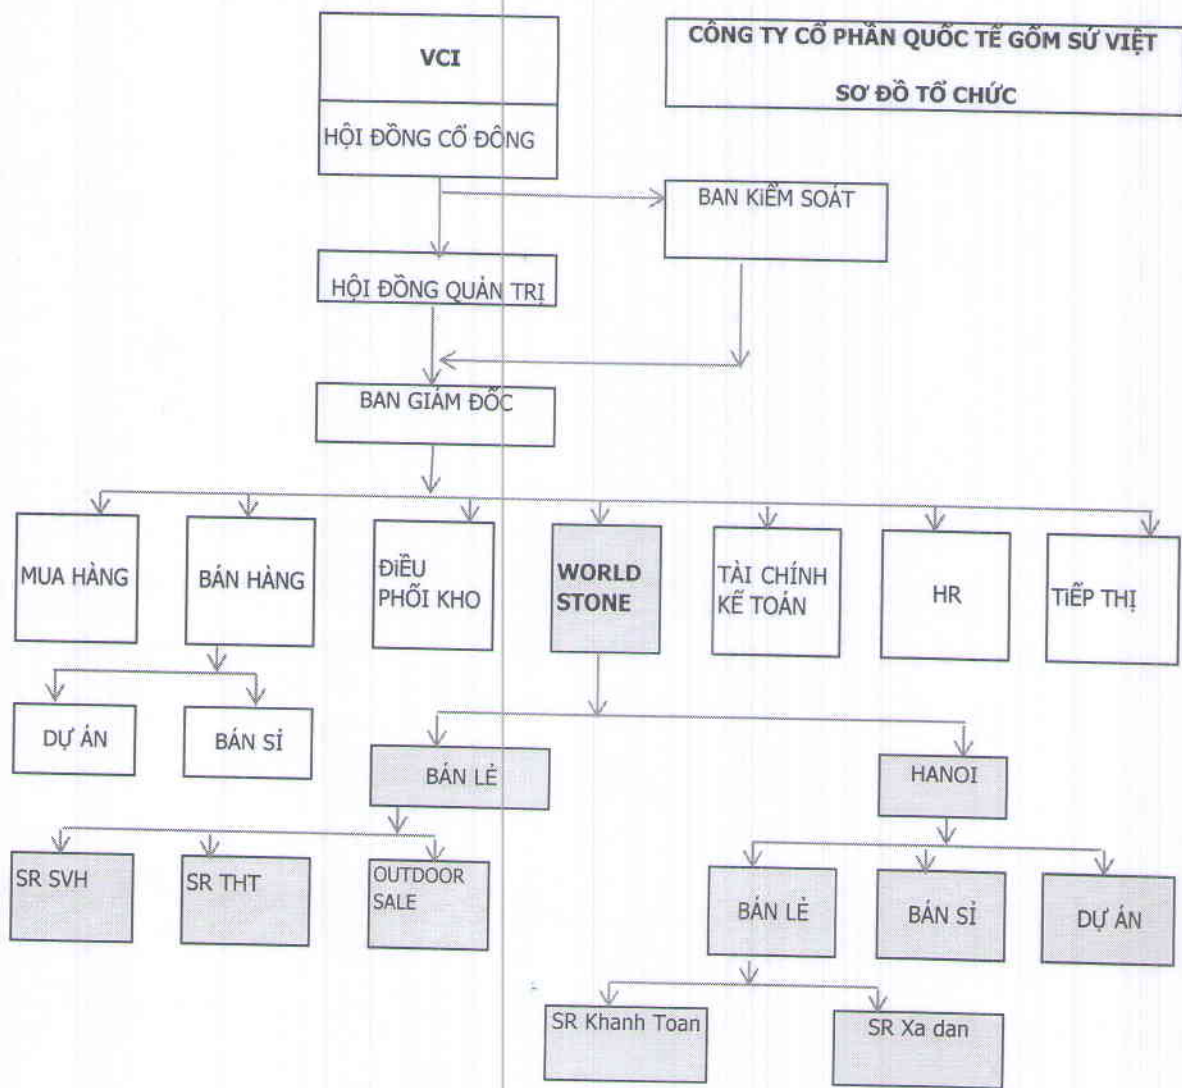 VCI
CÔNG TY CỔ PHẦN QUỐC TẾ GỐM SỨ VIỆT
SƠ ĐỒ TỔ CHỨC
HỘI ĐỒNG CỔ ĐÔNG
BAN KiỂM SOÁT
HỘI ĐỒNG QUẢN TRỊ
BAN GIÁM ĐỐC
MUA HÀNG
BÁN HÀNG
ĐiỀU
PHỐI KHO
WORLD
STONE
TÀI CHÍNH
KẾ TOÁN
HR
TiẾP THỊ
DỰ ÁN
BÁN SỈ
BÁN LẺ
HANOI
SR SVH
SR THT
OUTDOOR
SALE
BÁN LẺ
BÁN SỈ
DỰ ÁN
SR Khanh Toan
SR Xa dan